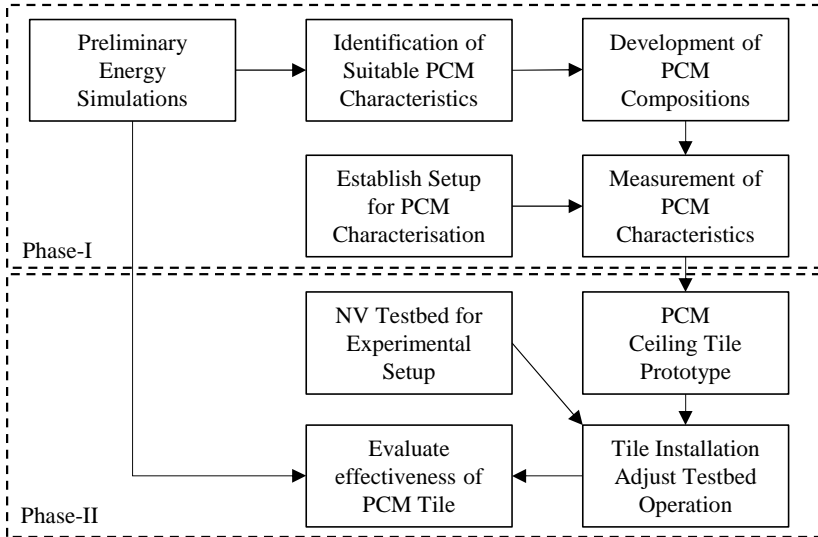 Preliminary
Energy
Simulations
Identification of
Suitable PCM
Characteristics
Development of
PCM
Compositions
Establish Setup
for PCM
Characterisation
Measurement of
PCM
Characteristics
Phase-I
NV Testbed for
Experimental
Setup
PCM
Ceiling Tile
Prototype
Evaluate
effectiveness of
PCM Tile
Tile Installation
Adjust Testbed
Operation
Phase-II